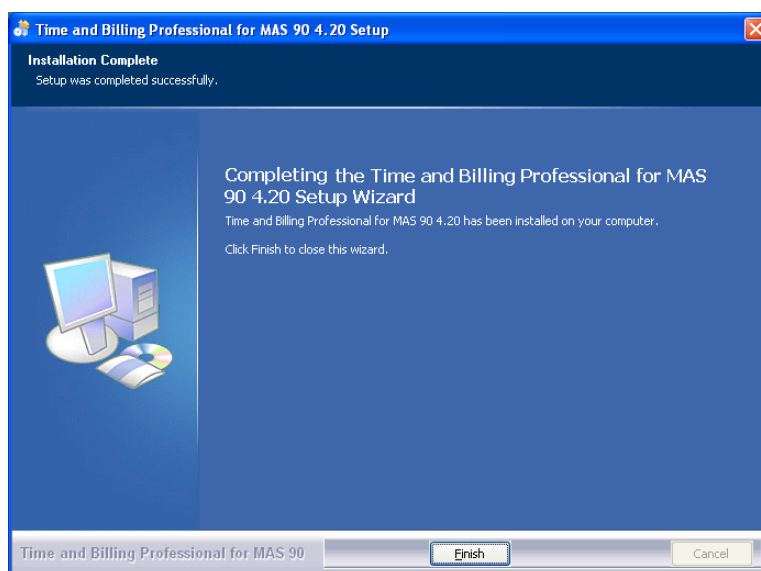 Time and Billing Professional for MAS 90 4.20 Setup
Installation Complete
Setup was completed successfully.
Completing the Time and Billing Professional for MAS
90 4.20 Setup Wizard
Time and Billing Professional for MAS 90 4.20 has been installed on your computer.
Click Finish to close this wizard.
Time and Billing Professional for MAS 90
Finish
Cancel